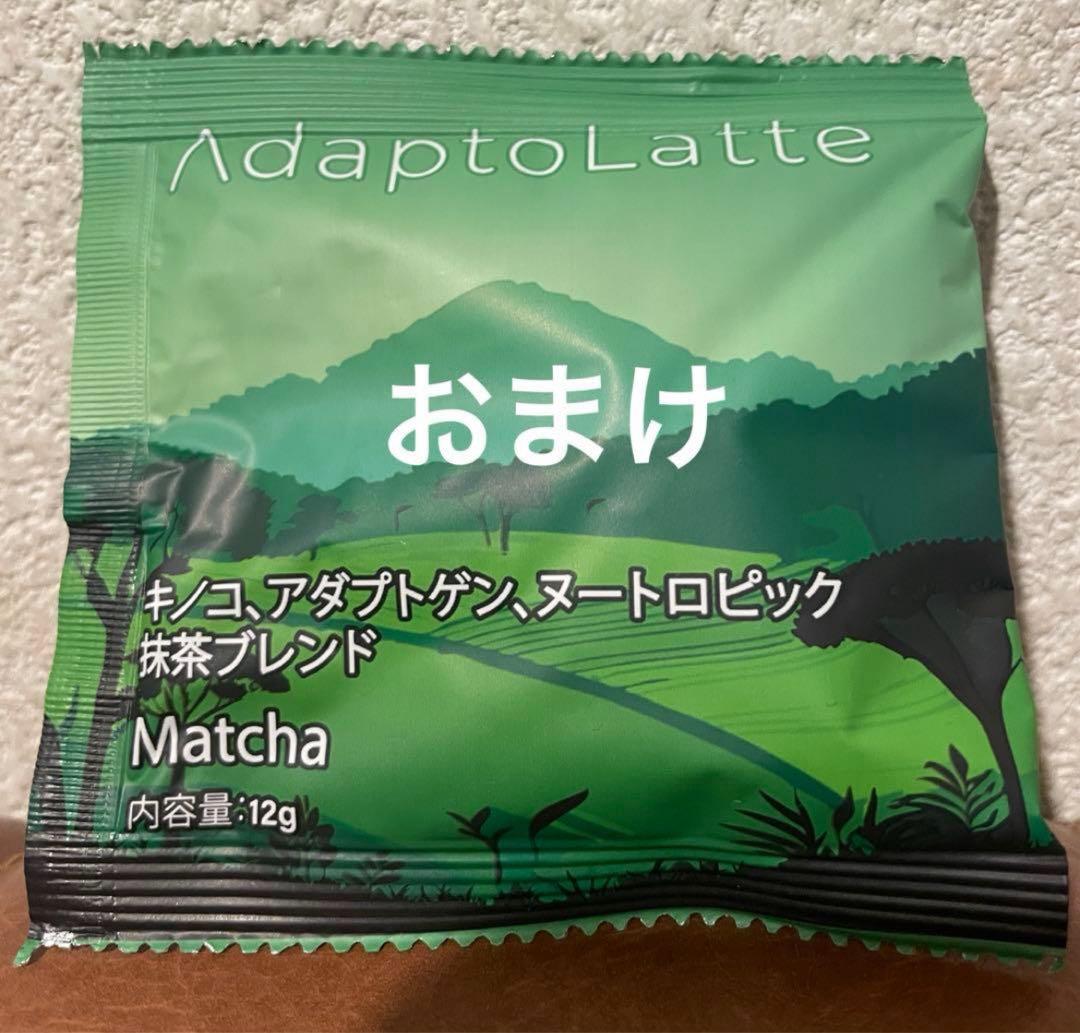 AdaptoLatte
おまけ
キノコ、アダプトゲン、ヌートロピック
抹茶ブレンド
Matcha
内容量:12g